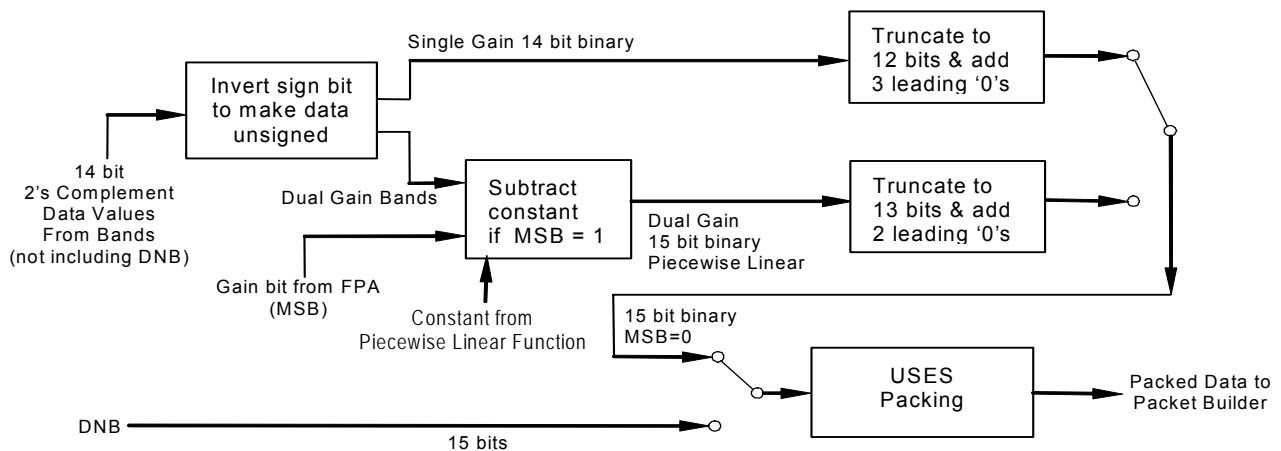 Single Gain 14 bit binary
Truncate to
12 bits & add
3 leading ‘0’s
Invert sign bit
to make data
unsigned
14 bit
2's Complement
Data Values
From Bands
(not including DNB)
Dual Gain Bands
Subtract
constant
if MSB = 1
Dual Gain
15 bit binary
Piecewise Linear
Truncate to
13 bits & add
2 leading ‘0’s
Gain bit from FPA
(MSB)
Constant from
Piecewise Linear Function
15 bit binary
MSB=0
USES
Packing
Packed Data to
Packet Builder
DNB
15 bits